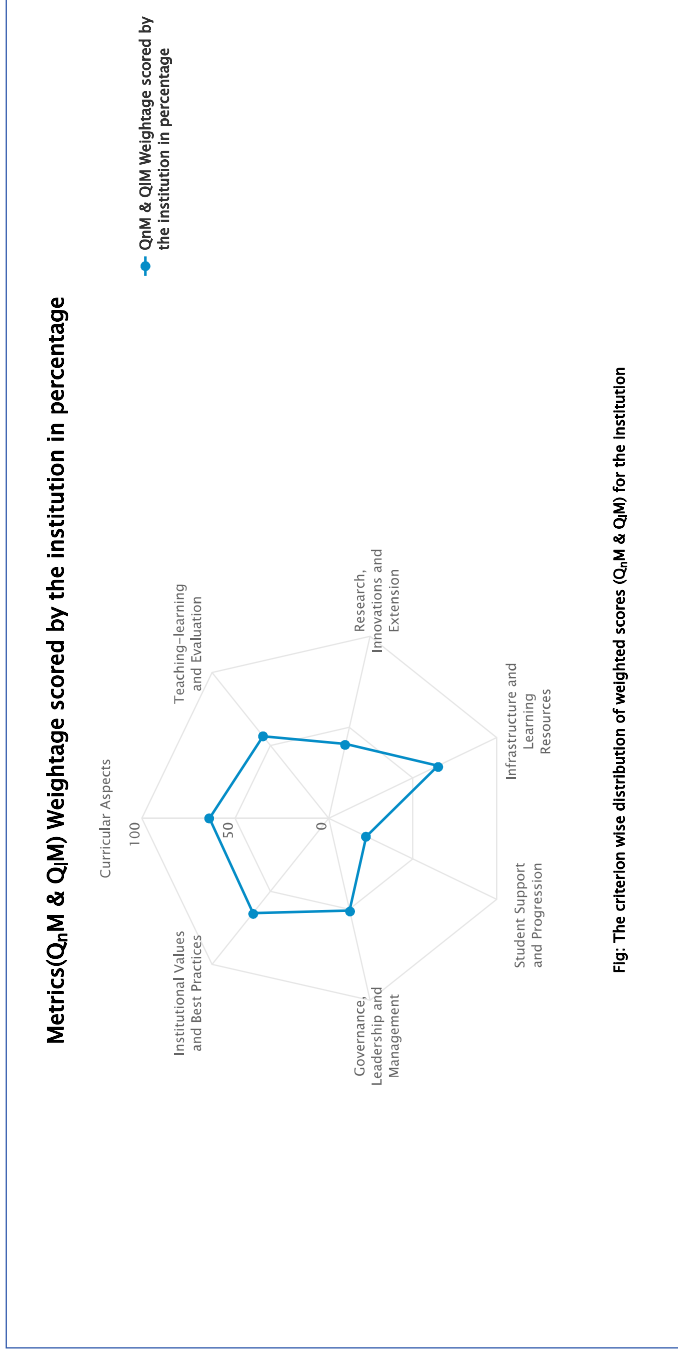 Metrics(QnM & QlM) Weightage scored by the institution in percentage
QnM & QlM Weightage scored by
the institution in percentage
Curricular Aspects
100
50
0
Teaching-learning
and Evaluation
Research,
Innovations and
Extension
Infrastructure and
Learning
Resources
Student Support
and Progression
Governance,
Leadership and
Management
Institutional Values
and Best Practices
Fig: The criterion wise distribution of weighted scores (QnM & QlM) for the institution